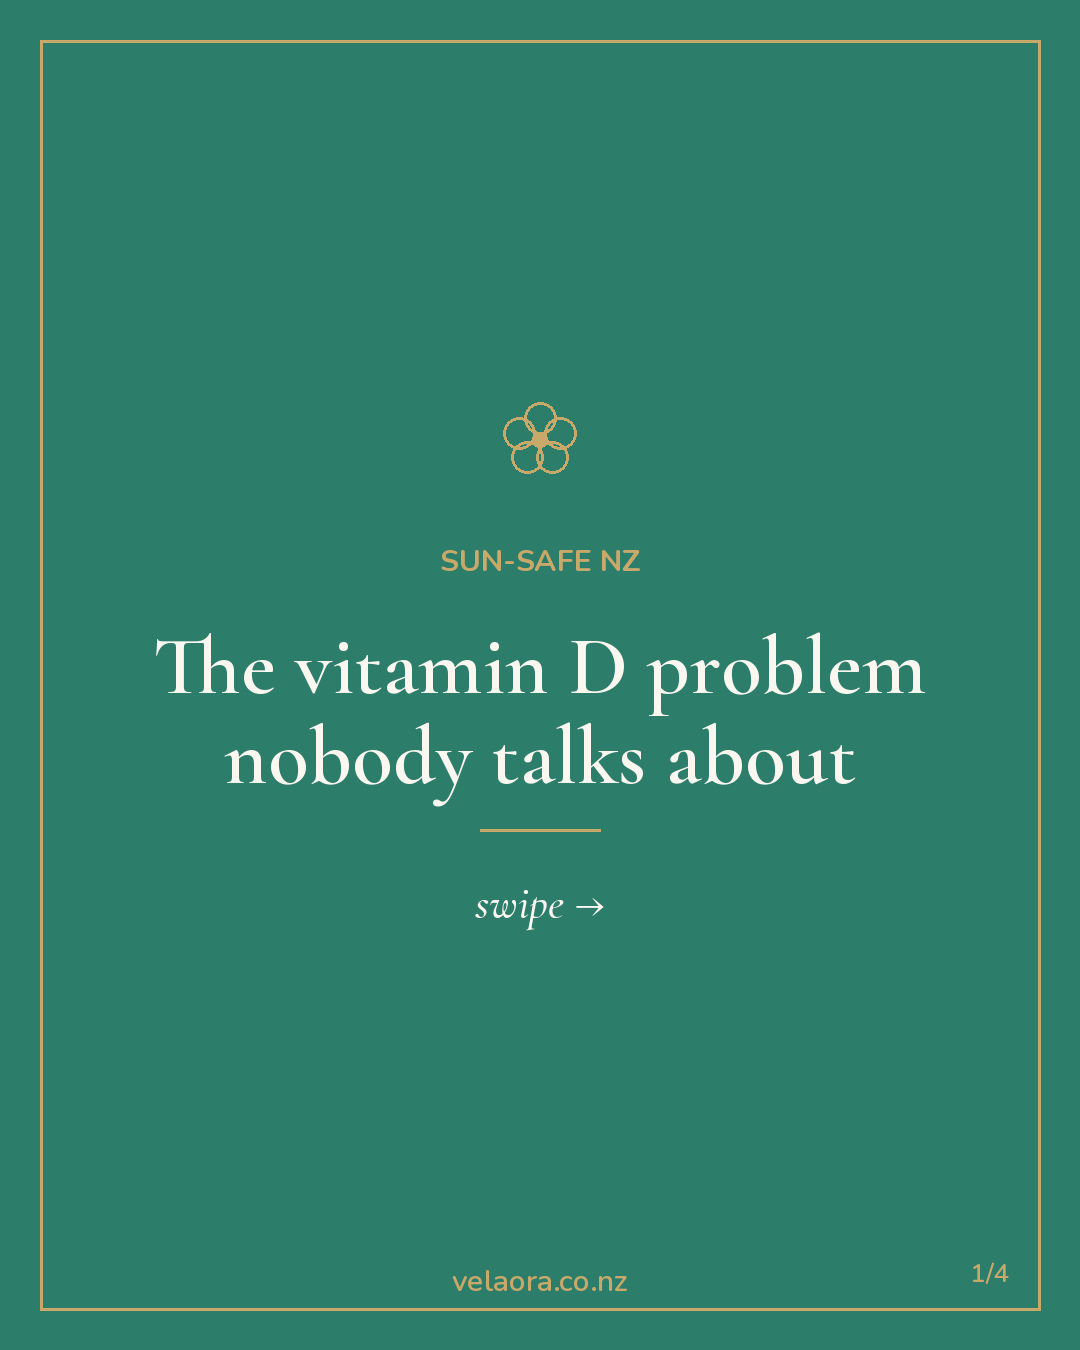 SUN-SAFE NZ
The vitamin D problem
nobody talks about
swipe →
velaora.co.nz
1/4